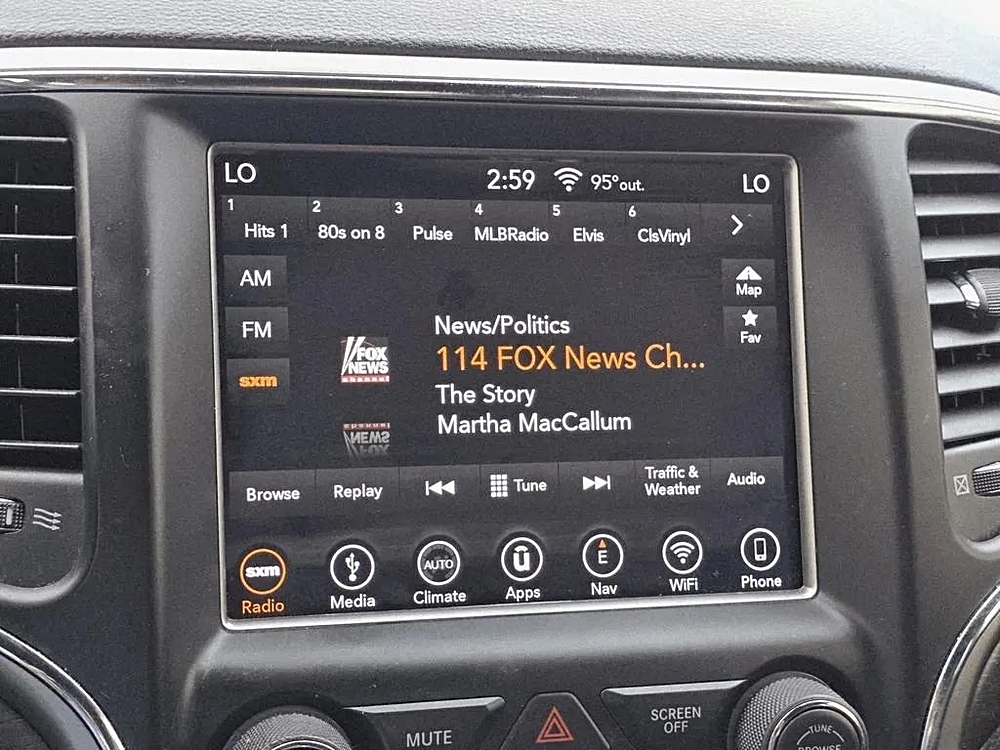 LO 2:59 95°out. LO
1 Hits 1 2 80s on 8 3 Pulse 4 MLBRadio 5 Elvis 6 ClsVinyl
AM
Map
FM
Fav
sxm
FOX
NEWS
channel
News/Politics
114 FOX News Ch...
The Story
Martha MacCallum
Browse Replay Tune Traffic &
Weather Audio
sxm AUTO û E
Radio Media Climate Apps Nav WiFi Phone
MUTE
SCREEN
OFF
TUNE
BROWSE